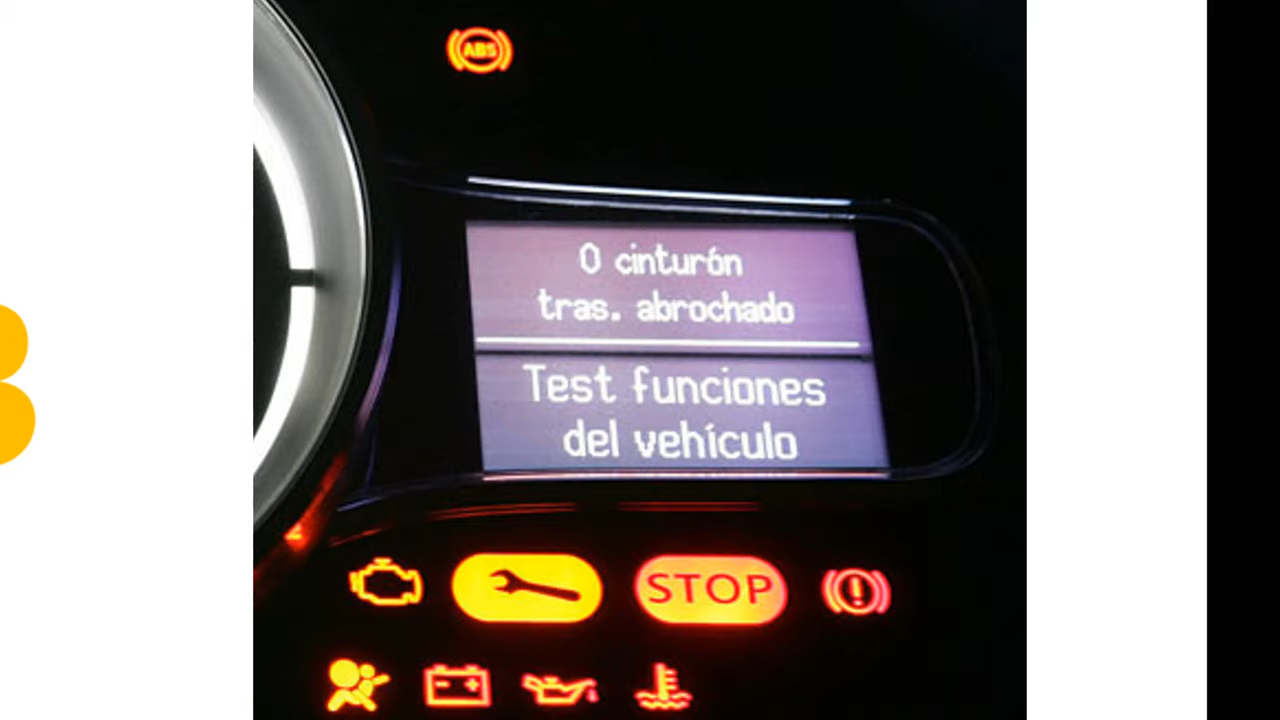 ABS
0 cinturón
tras. abrochado
Test funciones
del vehículo
STOP